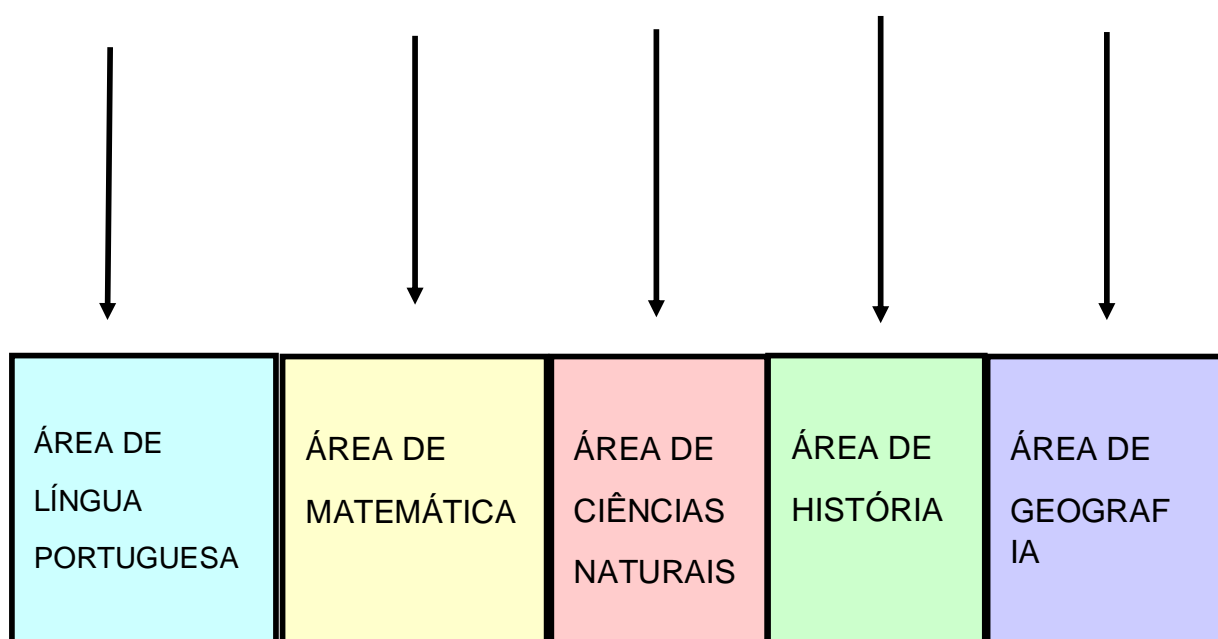 ÁREA DE
LÍNGUA
PORTUGUESA
ÁREA DE
MATEMÁTICA
ÁREA DE
CIÊNCIAS
NATURAIS
ÁREA DE
HISTÓRIA
ÁREA DE
GEOGRAF
IA